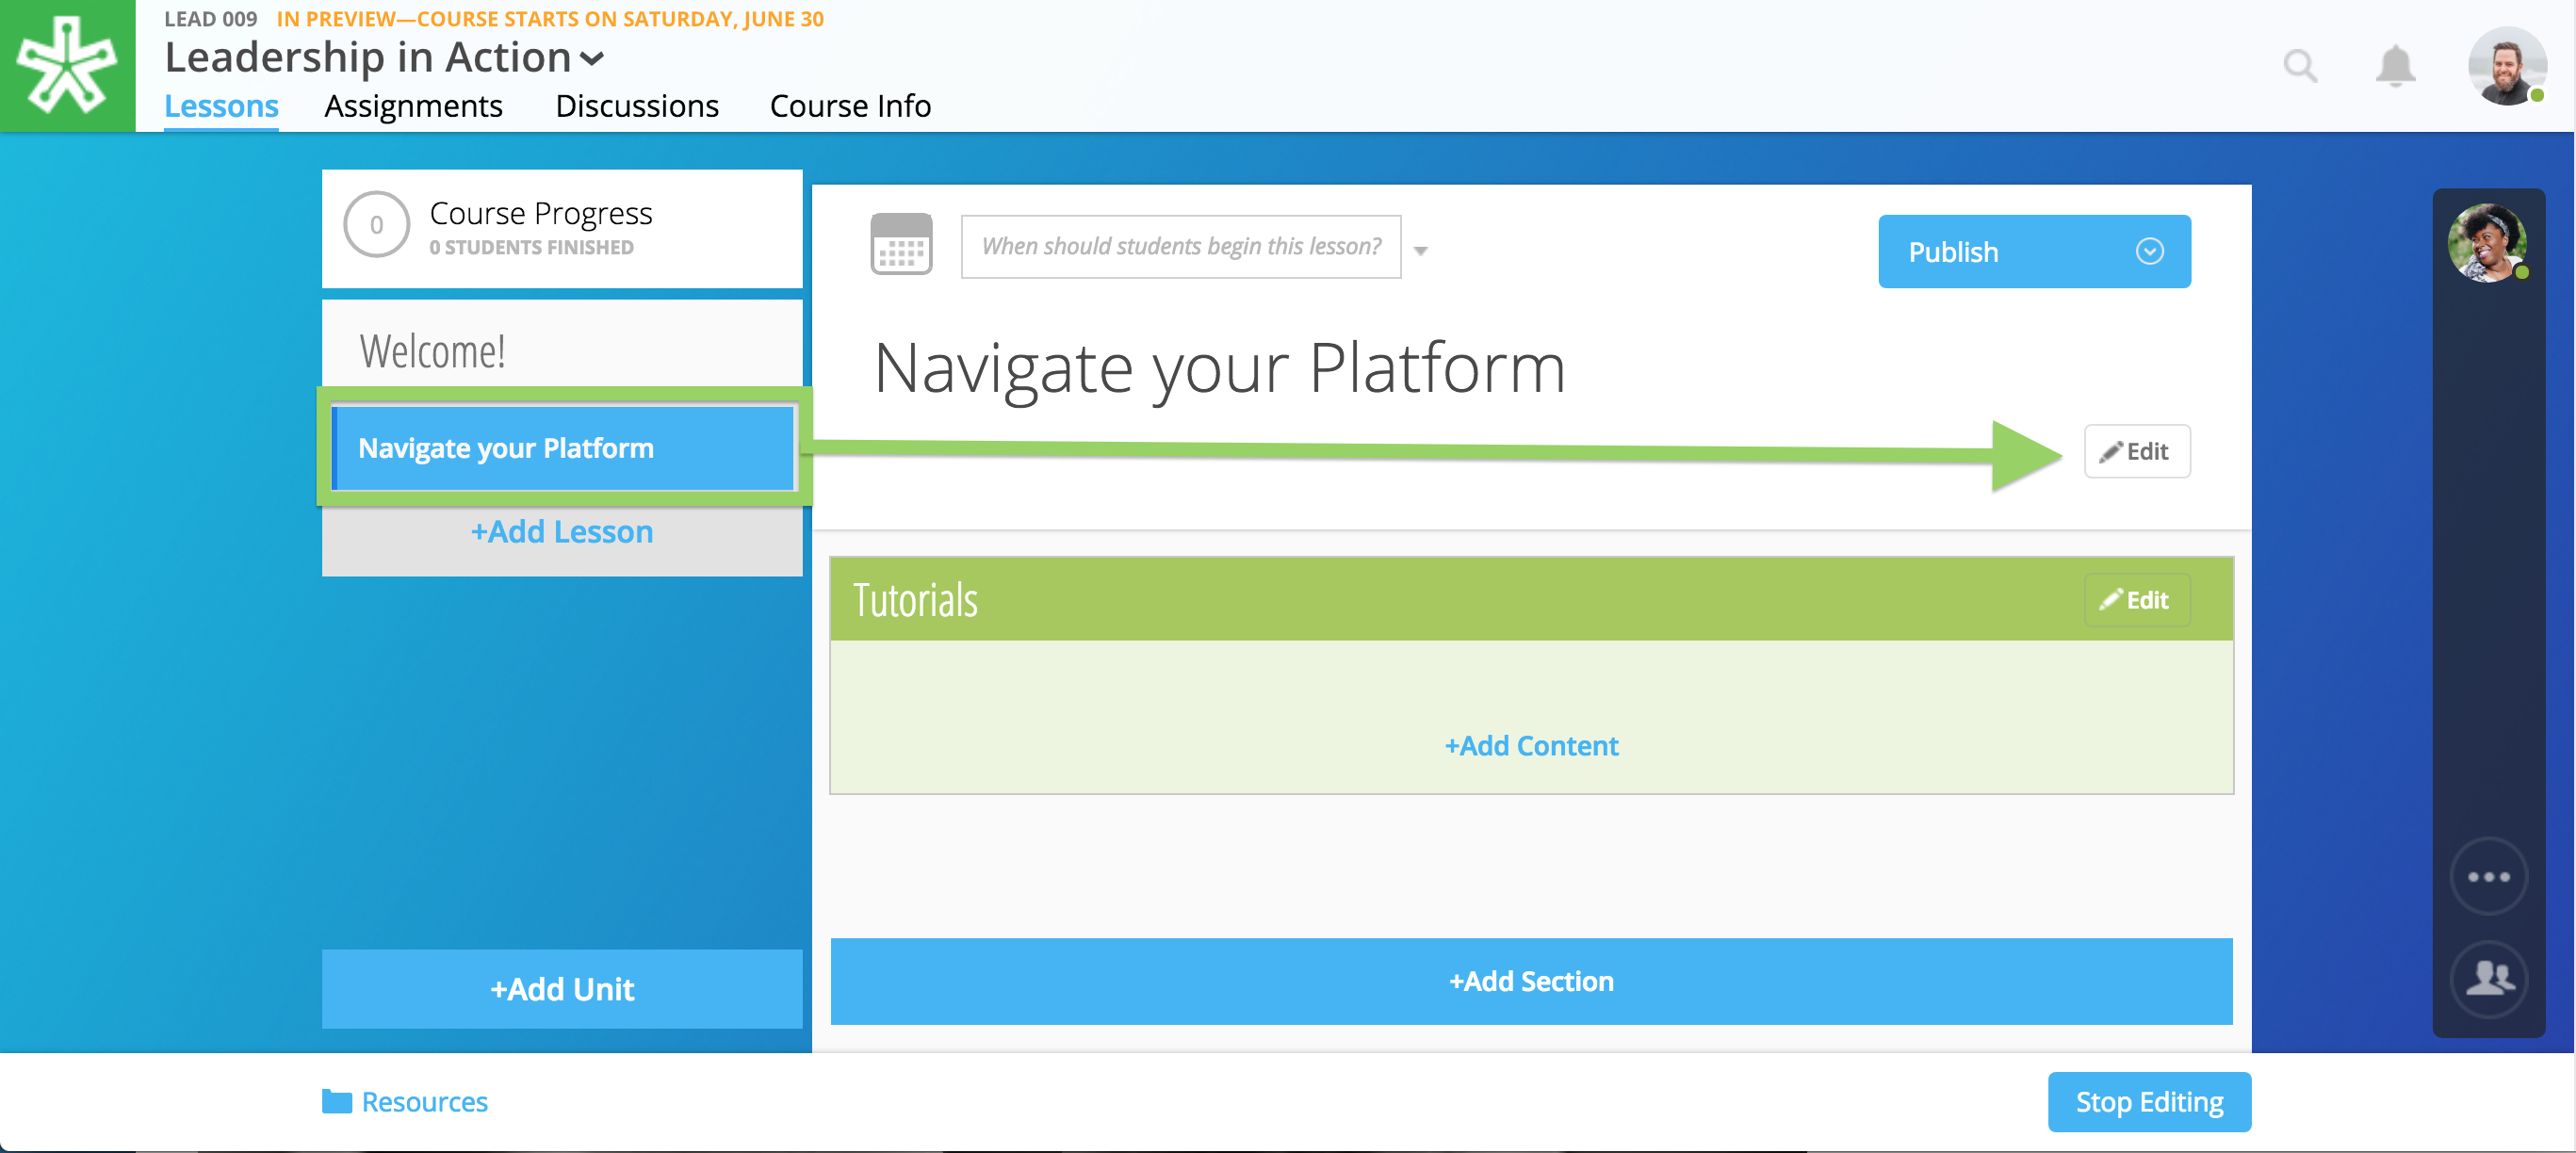 LEAD 009 IN PREVIEW—COURSE STARTS ON SATURDAY, JUNE 30
Leadership in Action
Lessons Assignments Discussions Course Info
0
Course Progress
0 STUDENTS FINISHED
Welcome!
Navigate your Platform
+Add Lesson
+Add Unit
When should students begin this lesson?
Publish
Navigate your Platform
Edit
Tutorials
Edit
+Add Content
+Add Section
Resources
Stop Editing